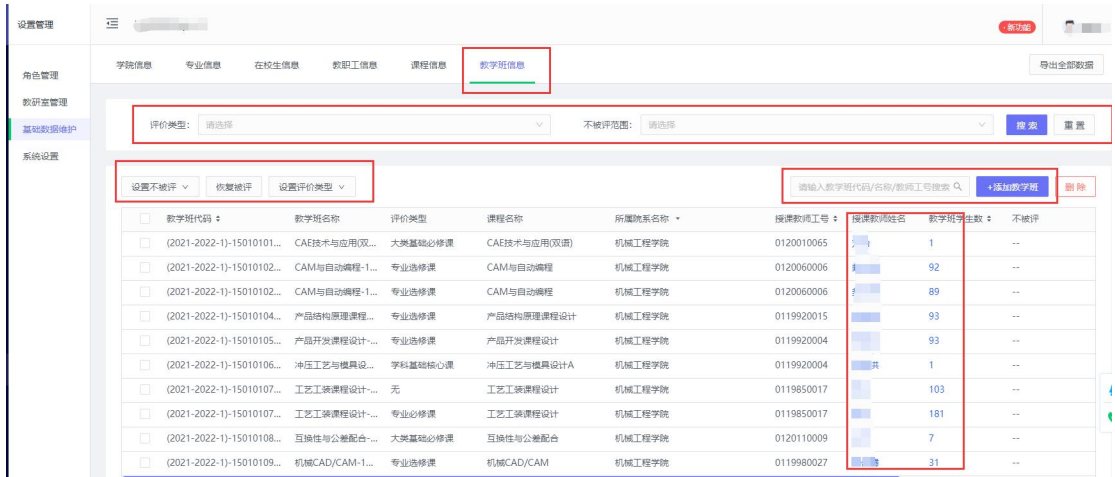 设置管理
·新功能
角色管理
教研室管理
基础数据维护
系统设置
学院信息 专业信息 在校生信息 教职工信息 课程信息 教学班信息 导出全部数据
评价类型: 请选择 不被评范围: 请选择 搜索 重置
设置不被评 恢复被评 设置评价类型 请输入教学班代码/名称/教师工号搜索 +添加教学班 删除
教学班代码 教学班名称 评价类型 课程名称 所属院系名称 授课教师工号 授课教师姓名 教学班学生数 不被评
(2021-2022-1)-15010101... CAE技术与应用(双... 大类基础必修课 CAE技术与应用(双语) 机械工程学院 0120010065 1 --
(2021-2022-1)-15010102... CAM与自动编程-1... 专业选修课 CAM与自动编程 机械工程学院 0120060006 92 --
(2021-2022-1)-15010102... CAM与自动编程-1... 专业选修课 CAM与自动编程 机械工程学院 0120060006 89 --
(2021-2022-1)-15010104... 产品结构原理课程... 专业选修课 产品结构原理课程设计 机械工程学院 0119920015 93 --
(2021-2022-1)-15010105... 产品开发课程设计-... 专业选修课 产品开发课程设计 机械工程学院 0119920004 93 --
(2021-2022-1)-15010106... 冲压工艺与模具设... 学科基础核心课 冲压工艺与模具设计A 机械工程学院 0119920004 共 1 --
(2021-2022-1)-15010107... 工艺工装课程设计-... 无 工艺工装课程设计 机械工程学院 0119850017 103 --
(2021-2022-1)-15010107... 工艺工装课程设计-... 专业必修课 工艺工装课程设计 机械工程学院 0119850017 181 --
(2021-2022-1)-15010108... 互换性与公差配合-... 大类基础必修课 互换性与公差配合 机械工程学院 0120110009 7 --
(2021-2022-1)-15010109... 机械CAD/CAM-1... 专业选修课 机械CAD/CAM 机械工程学院 0119980027 31 --